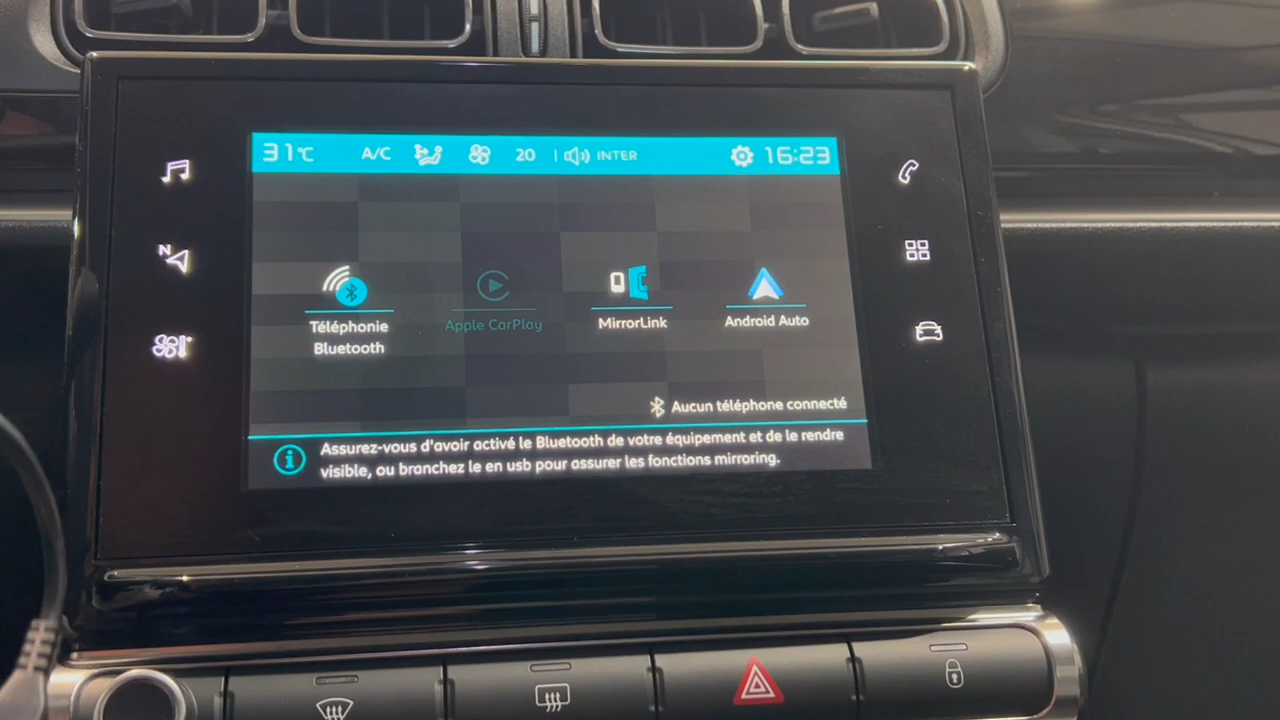 31°C A/C 20 INTER 16:23
N
Téléphonie
Bluetooth
Apple CarPlay
MirrorLink
Android Auto
Aucun téléphone connecté
Assurez-vous d'avoir activé le Bluetooth de votre équipement et de le rendre
visible, ou branchez le en usb pour assurer les fonctions mirroring.